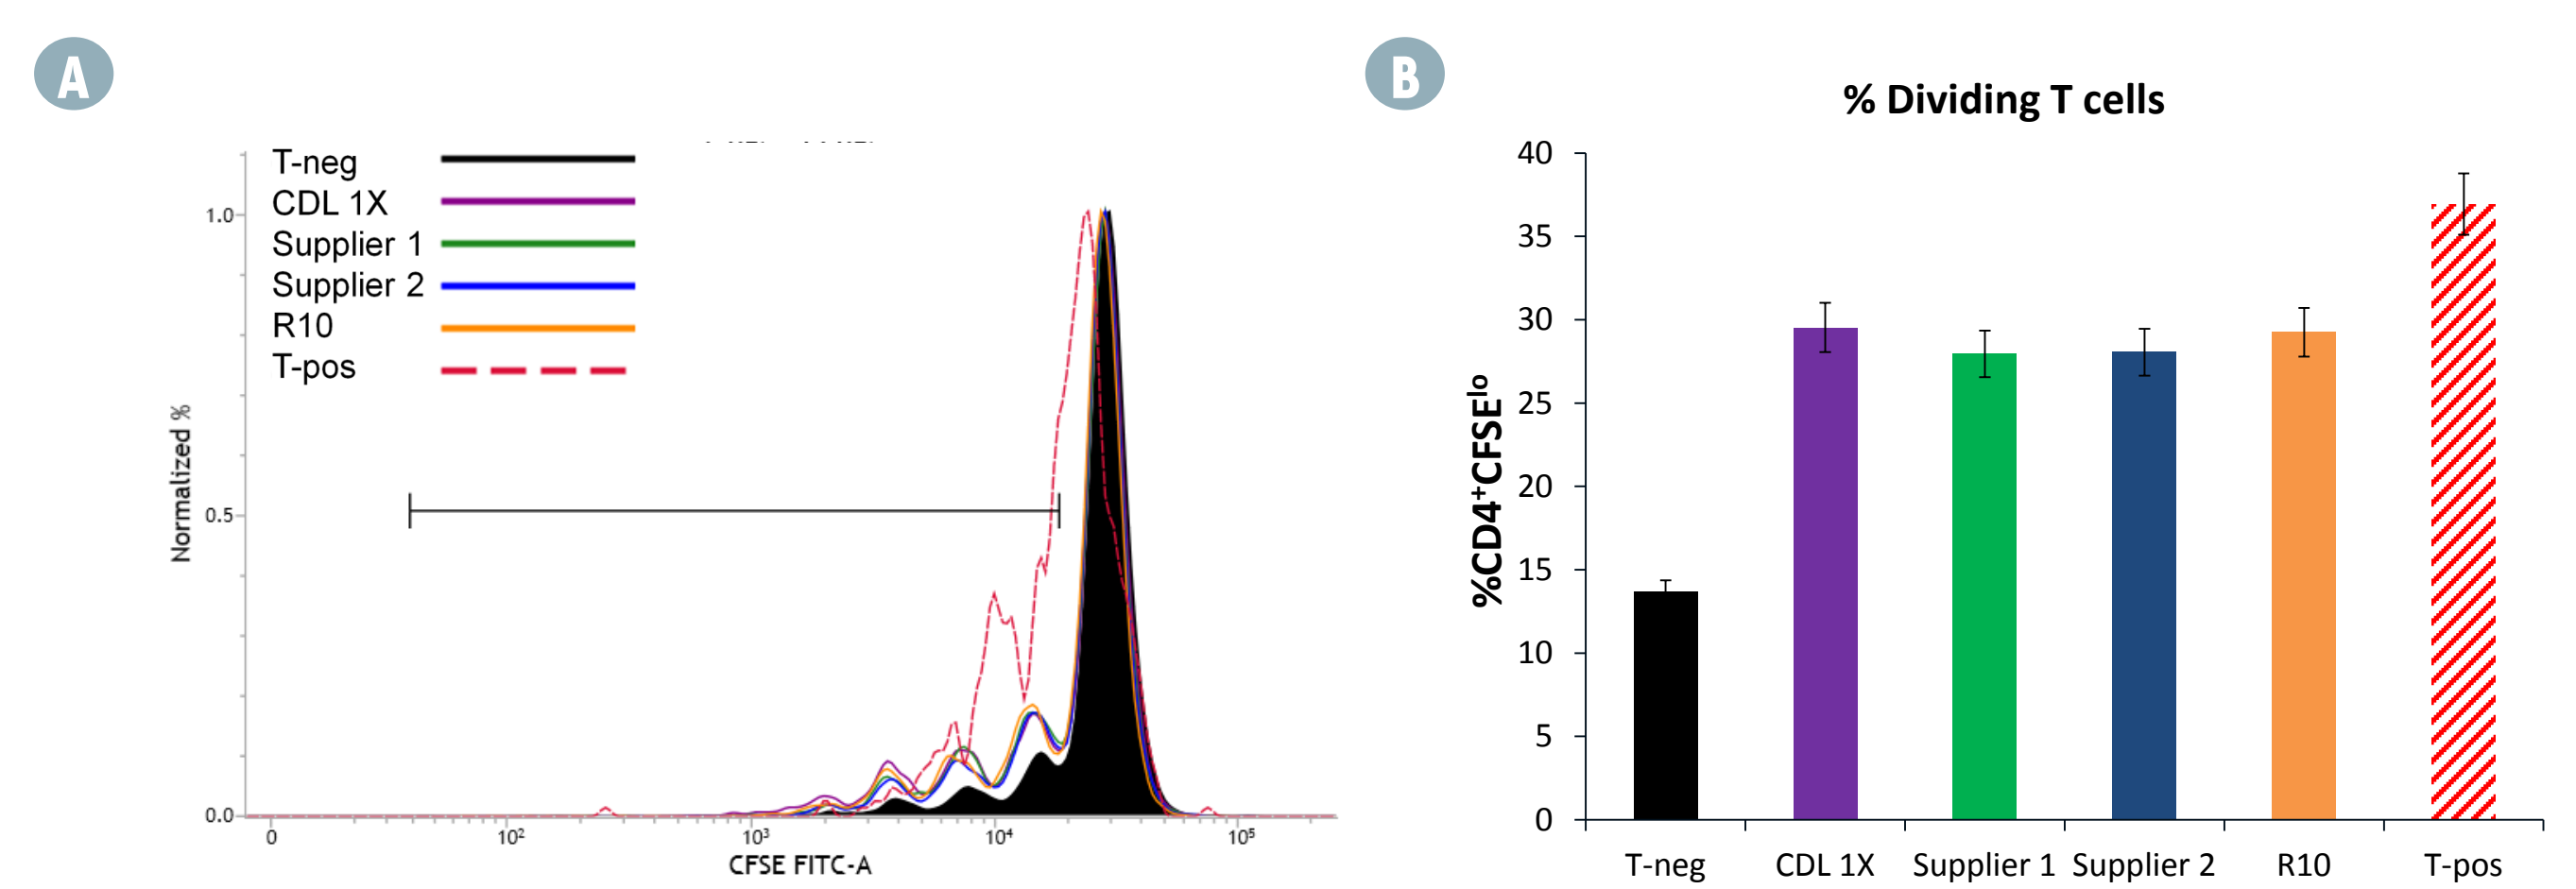 A
T-neg
CDL 1X
Supplier 1
Supplier 2
R10
T-pos
1.0
0.5
0.0
Normalized %
0 10² 10³ 10⁴ 10⁵
CFSE FITC-A
B
% Dividing T cells
%CD4⁺CFSEˡᵒ
40
35
30
25
20
15
10
5
0
T-neg CDL 1X Supplier 1 Supplier 2 R10 T-pos